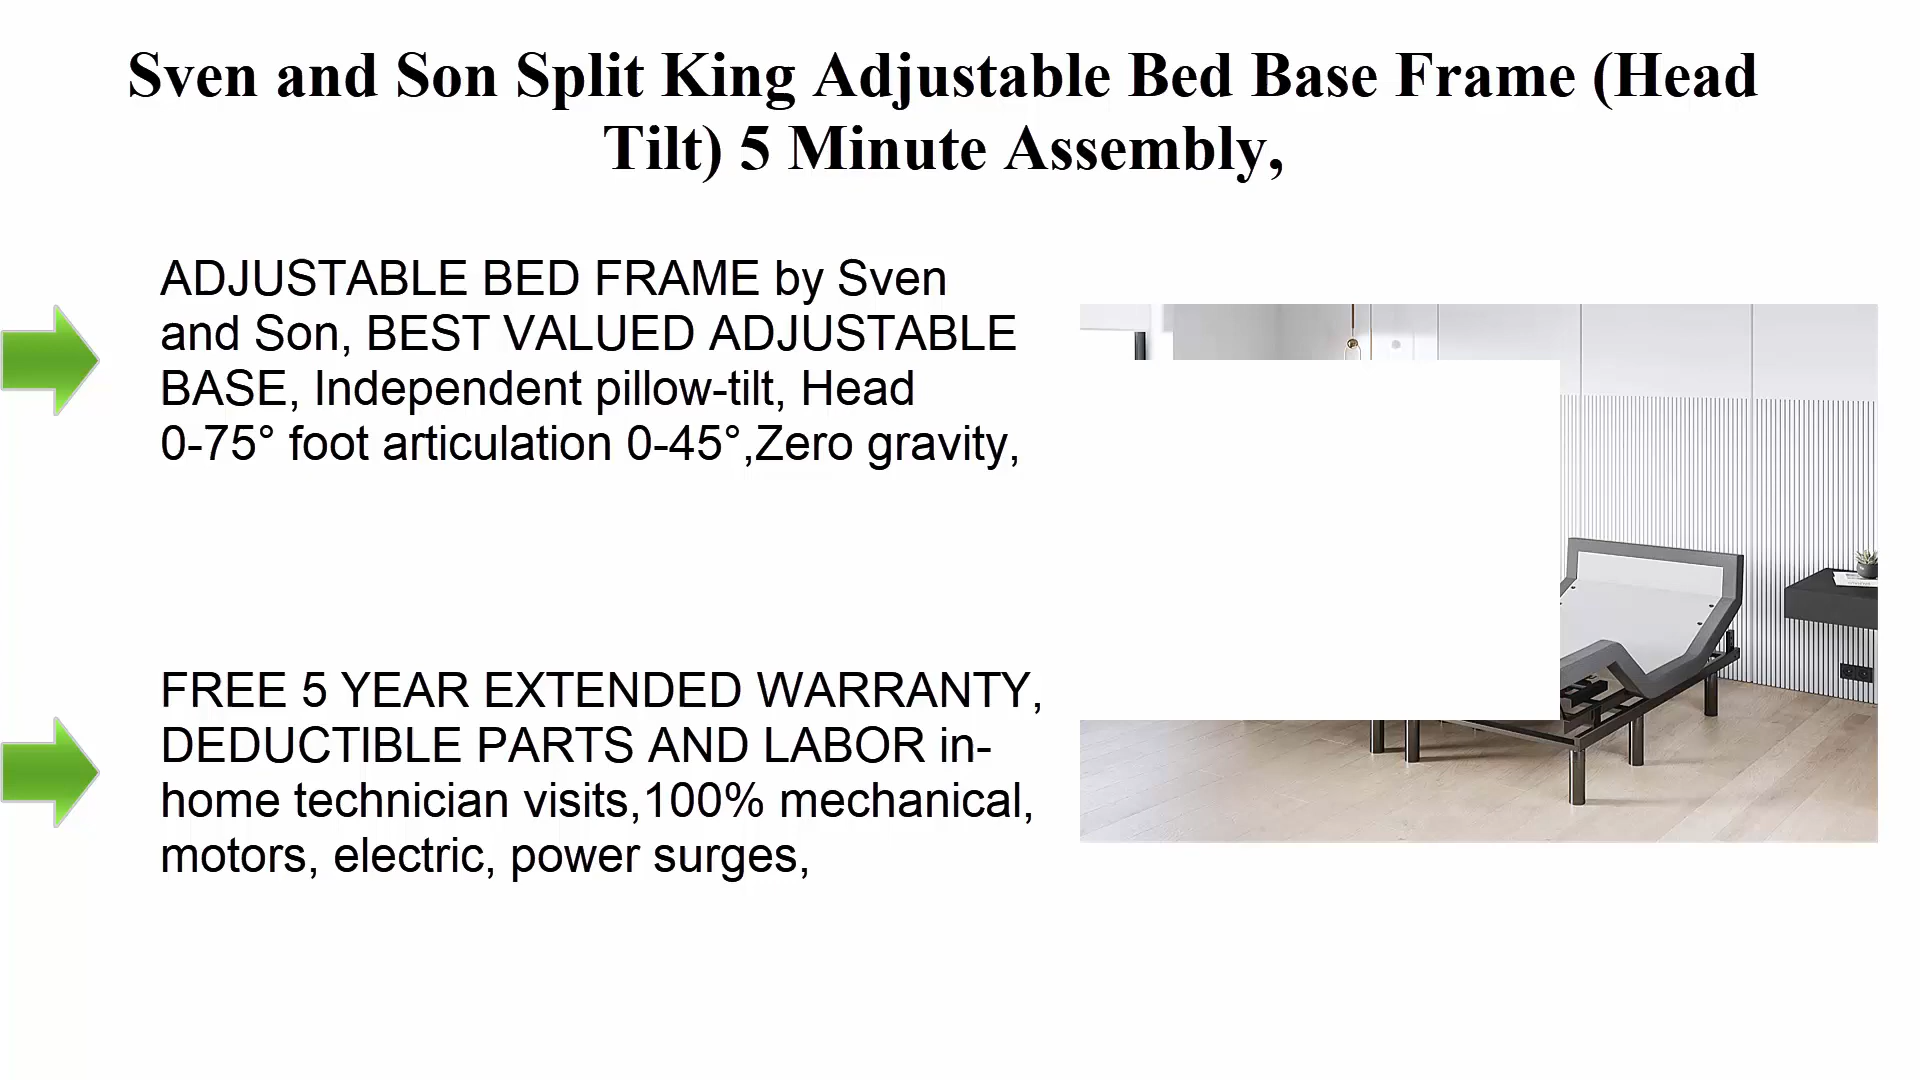 Sven and Son Split King Adjustable Bed Base Frame (Head
Tilt) 5 Minute Assembly,
ADJUSTABLE BED FRAME by Sven
and Son, BEST VALUED ADJUSTABLE
BASE, Independent pillow-tilt, Head
0-75° foot articulation 0-45°,Zero gravity,
FREE 5 YEAR EXTENDED WARRANTY,
DEDUCTIBLE PARTS AND LABOR in-
home technician visits,100% mechanical,
motors, electric, power surges,